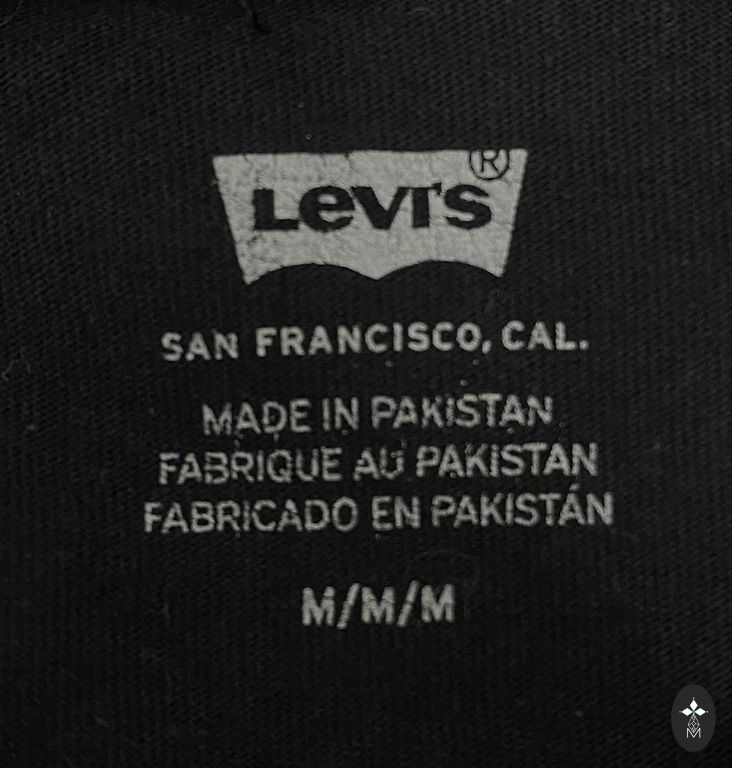 Levi's®
SAN FRANCISCO, CAL.
MADE IN PAKISTAN
FABRIQUE AU PAKISTAN
FABRICADO EN PAKISTÁN
M/M/M
M